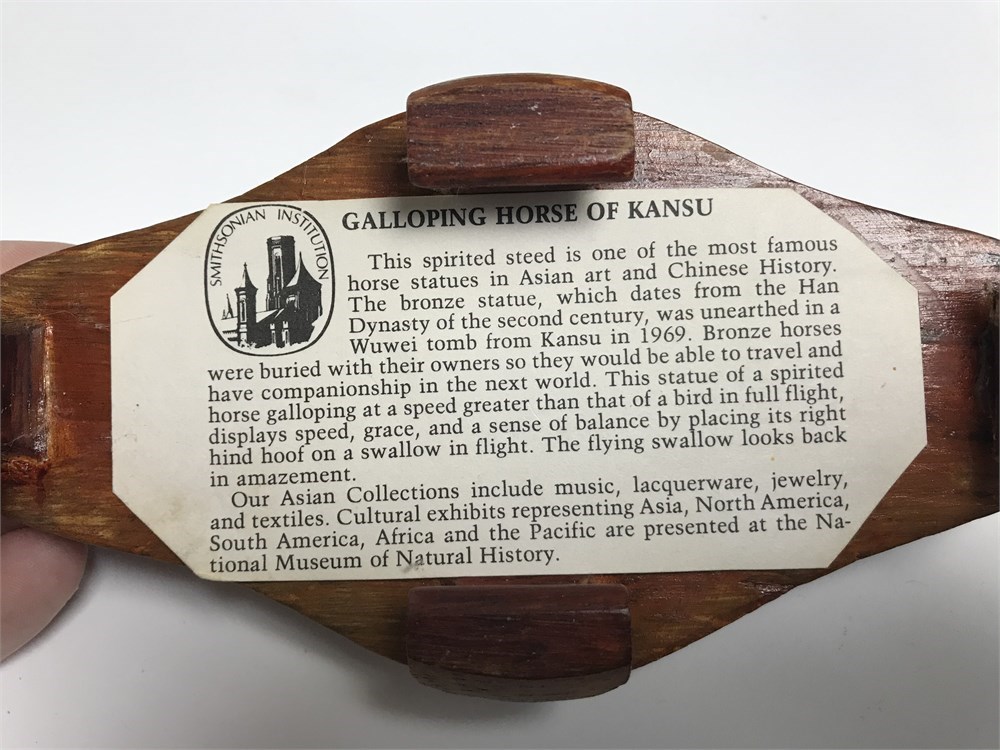 SMITHSONIAN INSTITUTION
GALLOPING HORSE OF KANSU
This spirited steed is one of the most famous
horse statues in Asian art and Chinese History.
The bronze statue, which dates from the Han
Dynasty of the second century, was unearthed in a
Wuwei tomb from Kansu in 1969. Bronze horses
were buried with their owners so they would be able to travel and
have companionship in the next world. This statue of a spirited
horse galloping at a speed greater than that of a bird in full flight,
displays speed, grace, and a sense of balance by placing its right
hind hoof on a swallow in flight. The flying swallow looks back
in amazement.
Our Asian Collections include music, lacquerware, jewelry,
and textiles. Cultural exhibits representing Asia, North America,
South America, Africa and the Pacific are presented at the Na-
tional Museum of Natural History.